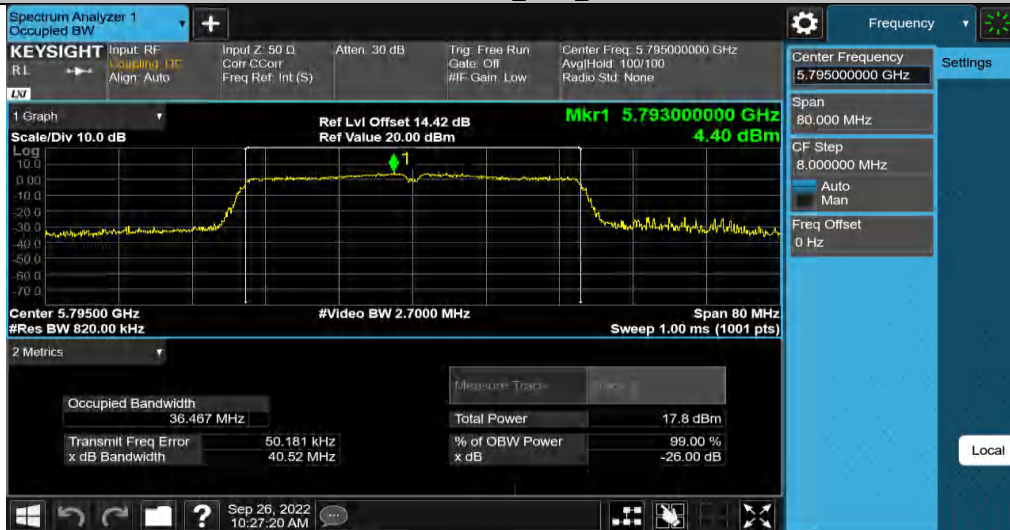 Spectrum Analyzer 1
Occupied BW
Frequency
KEYSIGHT
Input: RF
Coupling: DC
Align: Auto
Input Z: 50 Ω
Corr CCorr
Freq Ref: Int (S)
Atten: 30 dB
Trig: Free Run
Gate: Off
#IF Gain: Low
Center Freq: 5.795000000 GHz
Avg|Hold: 100/100
Radio Std: None
RL
LXI
Center Frequency
5.795000000 GHz
Settings
Span
80.000 MHz
CF Step
8.000000 MHz
Auto
Man
Freq Offset
0 Hz
1 Graph
Scale/Div 10.0 dB
Ref Lvl Offset 14.42 dB
Ref Value 20.00 dBm
Mkr1 5.793000000 GHz
4.40 dBm
Log
10.0
0.00
-10.0
-20.0
-30.0
-40.0
-50.0
-60.0
-70.0
1
Center 5.79500 GHz
#Res BW 820.00 kHz
#Video BW 2.7000 MHz
Span 80 MHz
Sweep 1.00 ms (1001 pts)
2 Metrics
Measure Trace
Occupied Bandwidth
36.467 MHz
Transmit Freq Error
50.181 kHz
x dB Bandwidth
40.52 MHz
Total Power
17.8 dBm
% of OBW Power
99.00 %
x dB
-26.00 dB
Local
?
Sep 26, 2022
10:27:20 AM